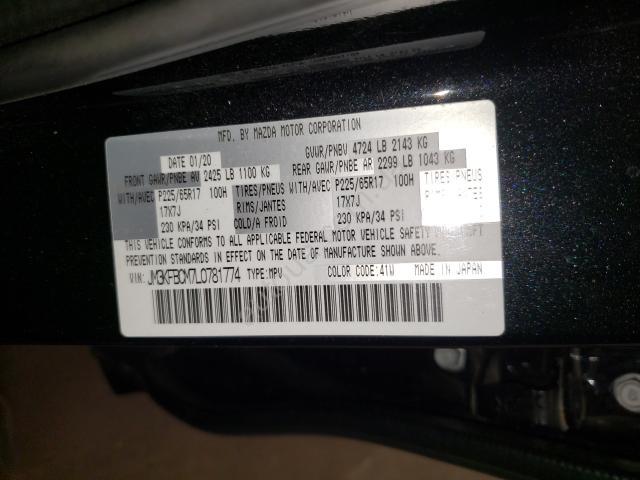 MFD. BY MAZDA MOTOR CORPORATION
DATE 01/20 GVWR/PNBV 4724 LB 2143 KG
FRONT GAWR/PNBE AV 2425 LB 1100 KG REAR GAWR/PNBE AR 2299 LB 1043 KG
WITH/AVEC P225/65R17 100H TIRES/PNEUS WITH/AVEC P225/65R17 100H TIRES PNEUS
17X7J RIMS/JANTES 17X7J
230 KPA/34 PSI COLD/A FROID 230 KPA/34 PSI
THIS VEHICLE CONFORMS TO ALL APPLICABLE FEDERAL MOTOR VEHICLE SAFETY THEFT
PREVENTION STANDARDS IN EFFECT ON THE DATE OF MANUFACTURE SHOWN ABOVE.
VIN: JM3KFBCM7L0781774 TYPE:MPV COLOR CODE:41W MADE IN JAPAN